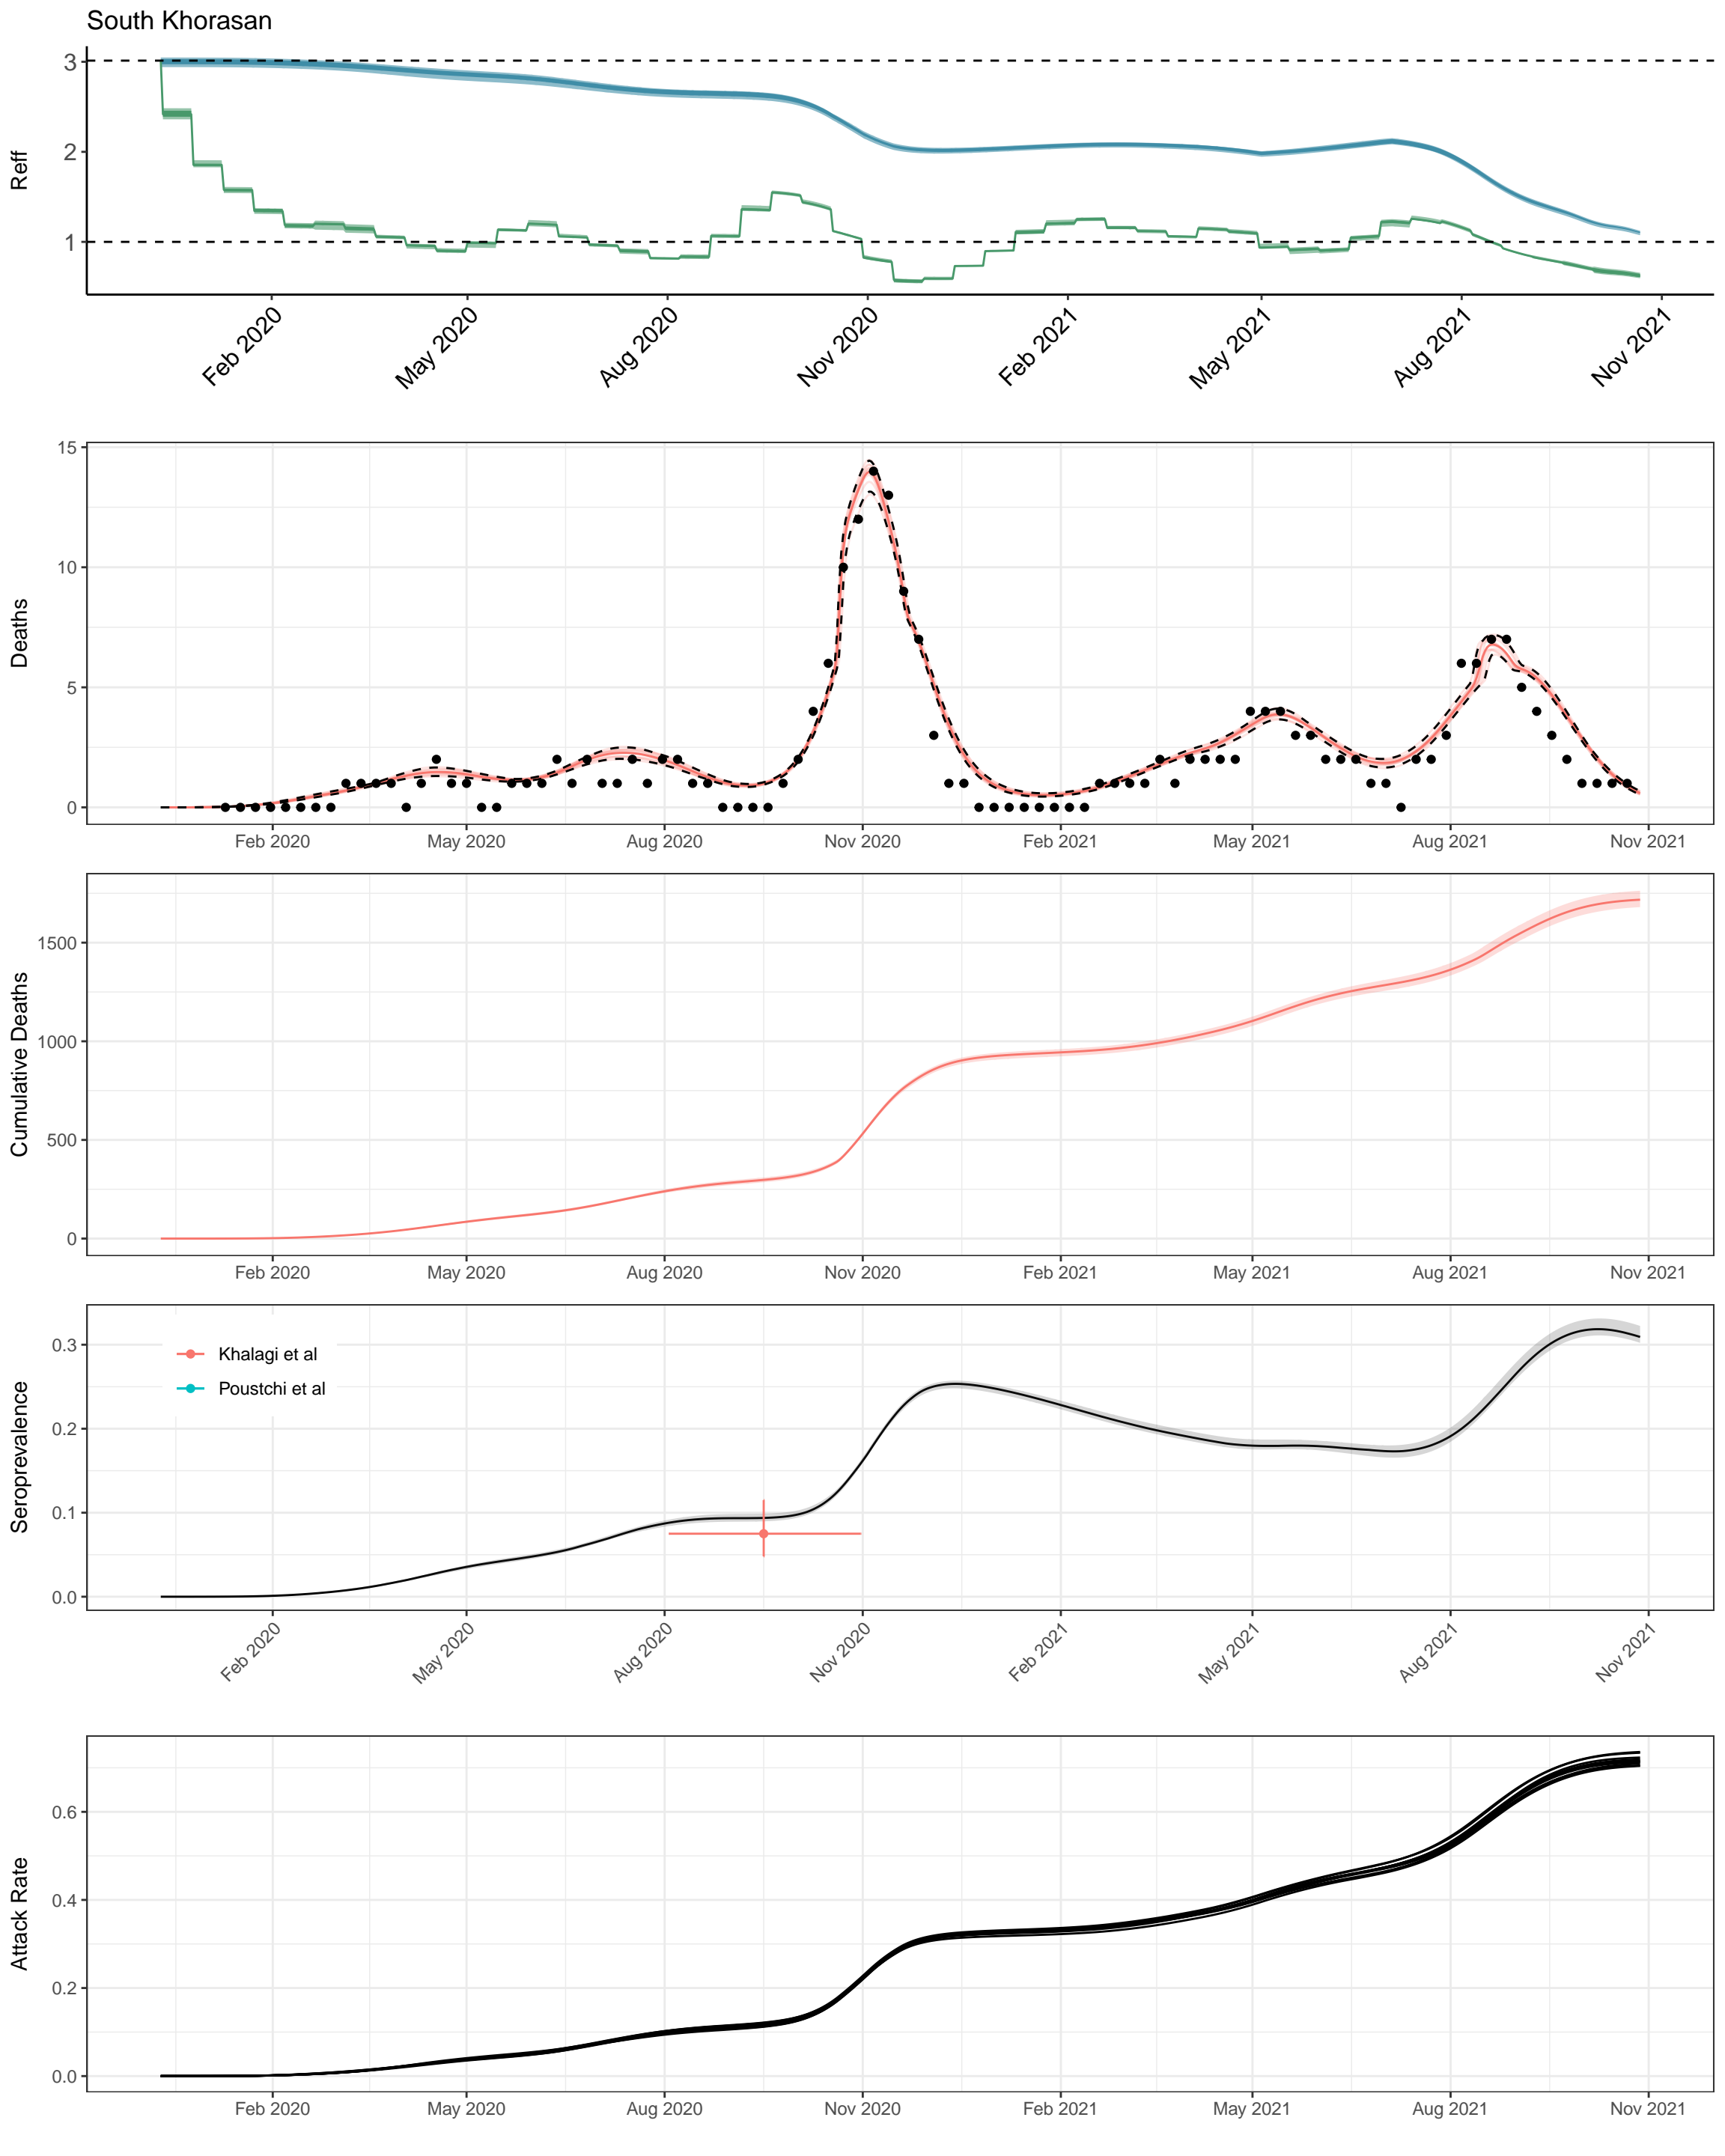 South Khorasan
Reff
3
2
1
Feb 2020
May 2020
Aug 2020
Nov 2020
Feb 2021
May 2021
Aug 2021
Nov 2021
Deaths
15
10
5
0
Feb 2020
May 2020
Aug 2020
Nov 2020
Feb 2021
May 2021
Aug 2021
Nov 2021
Cumulative Deaths
1500
1000
500
0
Feb 2020
May 2020
Aug 2020
Nov 2020
Feb 2021
May 2021
Aug 2021
Nov 2021
Seroprevalence
0.3
0.2
0.1
0.0
Khalagi et al
Poustchi et al
Feb 2020
May 2020
Aug 2020
Nov 2020
Feb 2021
May 2021
Aug 2021
Nov 2021
Attack Rate
0.6
0.4
0.2
0.0
Feb 2020
May 2020
Aug 2020
Nov 2020
Feb 2021
May 2021
Aug 2021
Nov 2021